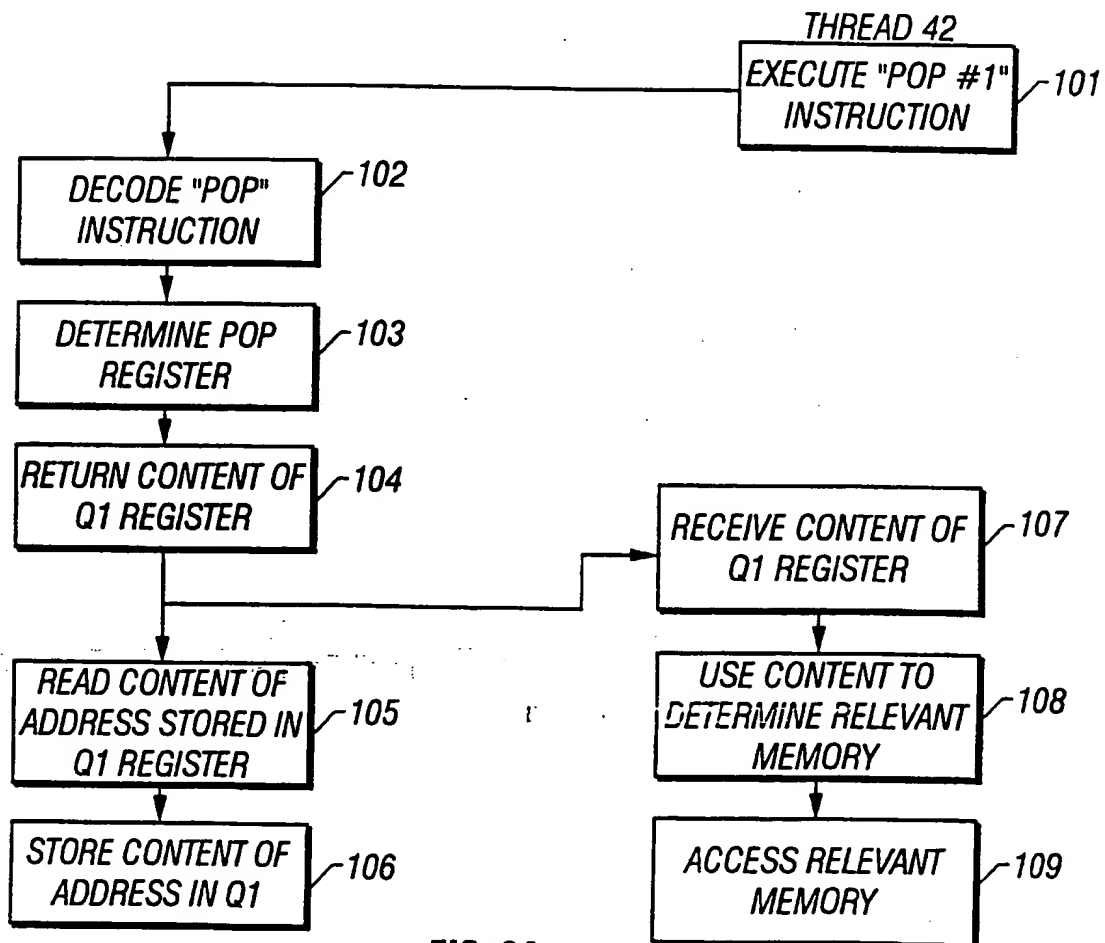 THREAD 42
EXECUTE "POP #1"
INSTRUCTION
101
DECODE "POP"
INSTRUCTION
102
DETERMINE POP
REGISTER
103
RETURN CONTENT OF
Q1 REGISTER
104
RECEIVE CONTENT OF
Q1 REGISTER
107
READ CONTENT OF
ADDRESS STORED IN
Q1 REGISTER
105
USE CONTENT TO
DETERMINE RELEVANT
MEMORY
108
STORE CONTENT OF
ADDRESS IN Q1
106
ACCESS RELEVANT
MEMORY
109